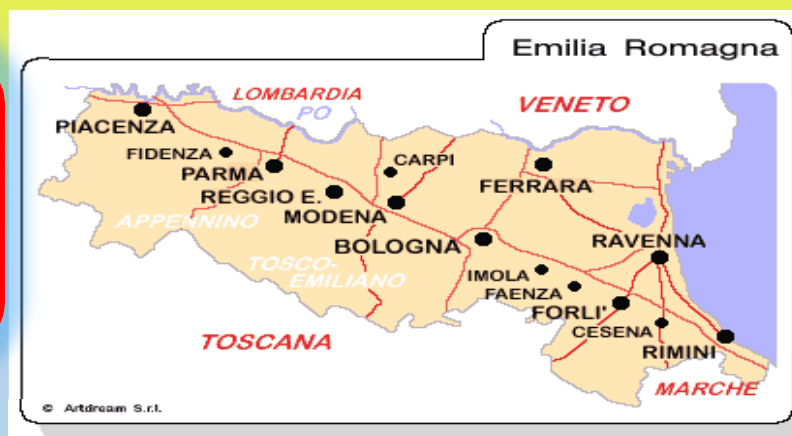 Emilia Romagna
LOMBARDIA
VENETO
PO
PIACENZA
FIDENZA
CARPI
PARMA
FERRARA
REGGIO E.
MODENA
APPENNINO
BOLOGNA
RAVENNA
TOSCO-
EMILIANO
IMOLA
FAENZA
FORLI'
CESENA
TOSCANA
RIMINI
MARCHE
© Artdream S.r.l.